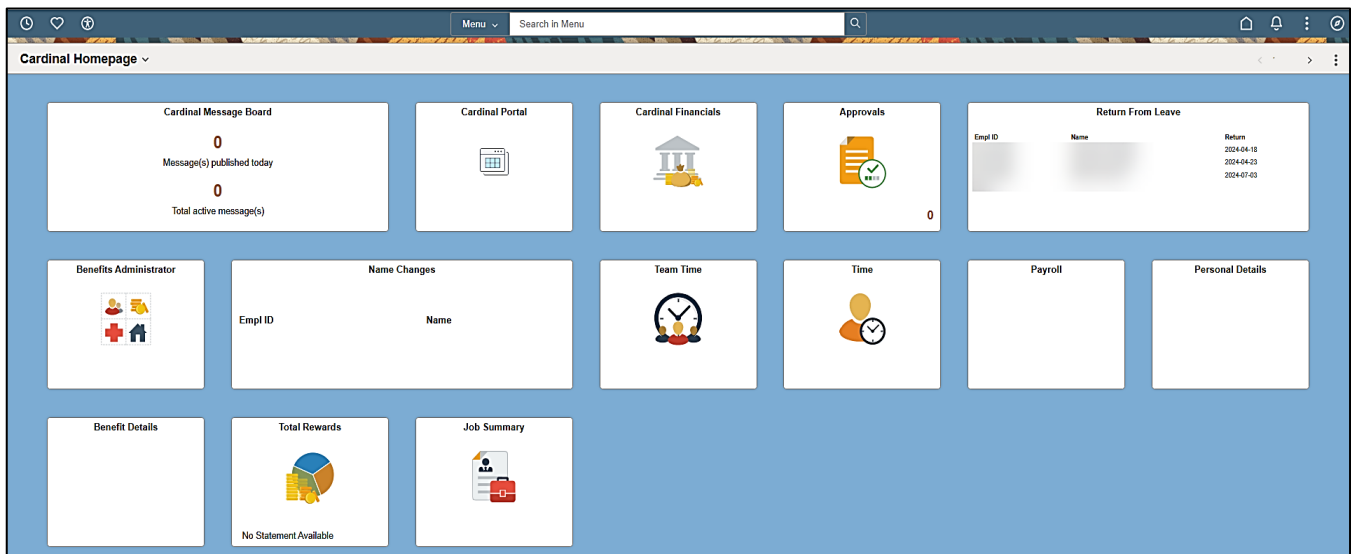 Menu
Search in Menu
Cardinal Homepage
Cardinal Message Board
0
Message(s) published today
0
Total active message(s)
Cardinal Portal
Cardinal Financials
Approvals
0
Return From Leave
Empl ID Name Return
2024-04-18
2024-04-23
2024-07-03
Benefits Administrator
Name Changes
Empl ID Name
Team Time
Time
Payroll
Personal Details
Benefit Details
Total Rewards
No Statement Available
Job Summary